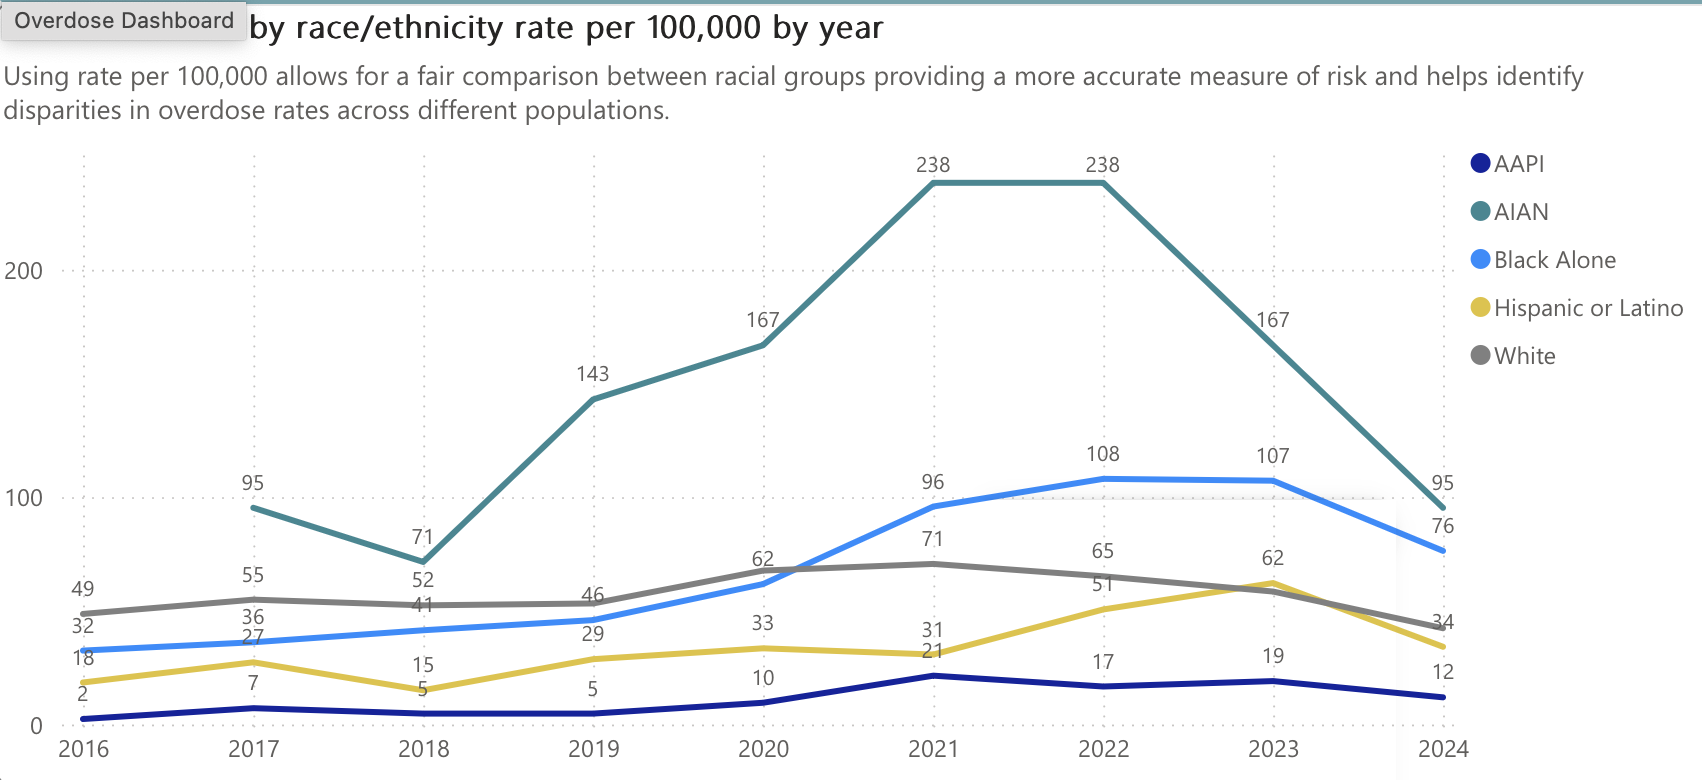 Overdose Dashboard
by race/ethnicity rate per 100,000 by year
Using rate per 100,000 allows for a fair comparison between racial groups providing a more accurate measure of risk and helps identify
disparities in overdose rates across different populations.
238 238
AAPI
AIAN
200
Black Alone
Hispanic or Latino
167 167
White
143
108 107
95 96 95
100
76
71 71
65 62
62
55 52 51
49 46
41
36 34
32 33 31
27 29
21
18 15 17 19 12
2 7 5 5 10
0
2016 2017 2018 2019 2020 2021 2022 2023 2024